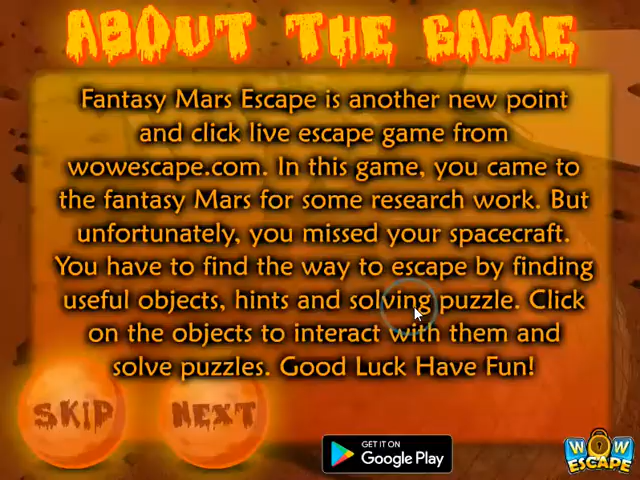 ABOUT THE GAME
Fantasy Mars Escape is another new point
and click live escape game from
wowescape.com. In this game, you came to
the fantasy Mars for some research work. But
unfortunately, you missed your spacecraft.
You have to find the way to escape by finding
useful objects, hints and solving puzzle. Click
on the objects to interact with them and
solve puzzles. Good Luck Have Fun!
SKIP
NEXT
GET IT ON
Google Play
WOW
ESCAPE